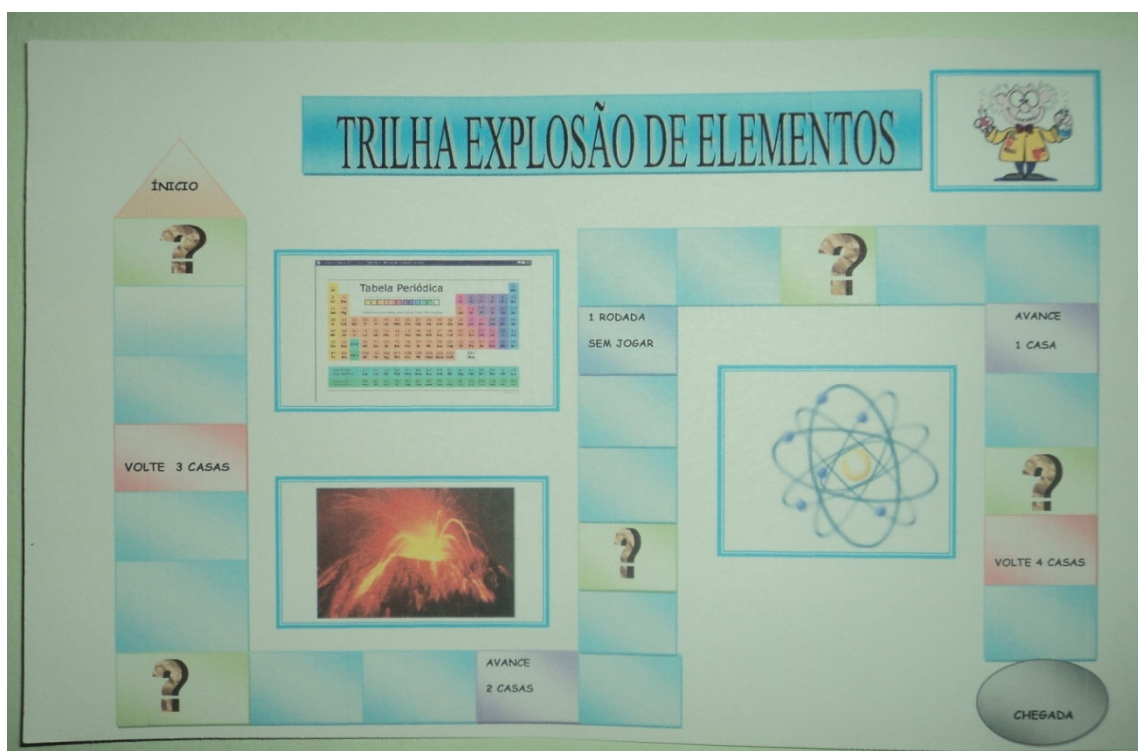 TRILHA EXPLOSÃO DE ELEMENTOS
ÍNICIO
?
Tabela Periódica
?
1 RODADA
SEM JOGAR
AVANCE
1 CASA
VOLTE 3 CASAS
?
?
VOLTE 4 CASAS
?
AVANCE
2 CASAS
CHEGADA